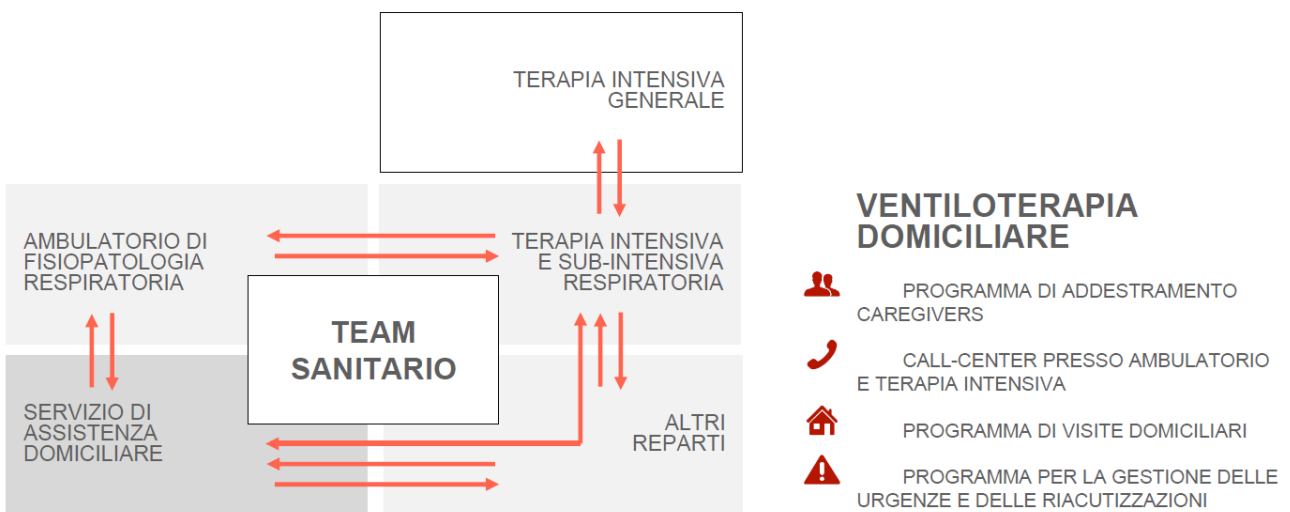 TERAPIA INTENSIVA
GENERALE
AMBULATORIO DI
FISIOPATOLOGIA
RESPIRATORIA
TERAPIA INTENSIVA
E SUB-INTENSIVA
RESPIRATORIA
TEAM
SANITARIO
SERVIZIO DI
ASSISTENZA
DOMICILIARE
ALTRI
REPARTI
VENTILOTERAPIA
DOMICILIARE
PROGRAMMA DI ADDESTRAMENTO
CAREGIVERS
CALL-CENTER PRESSO AMBULATORIO
E TERAPIA INTENSIVA
PROGRAMMA DI VISITE DOMICILIARI
PROGRAMMA PER LA GESTIONE DELLE
URGENZE E DELLE RIACUTIZZAZIONI